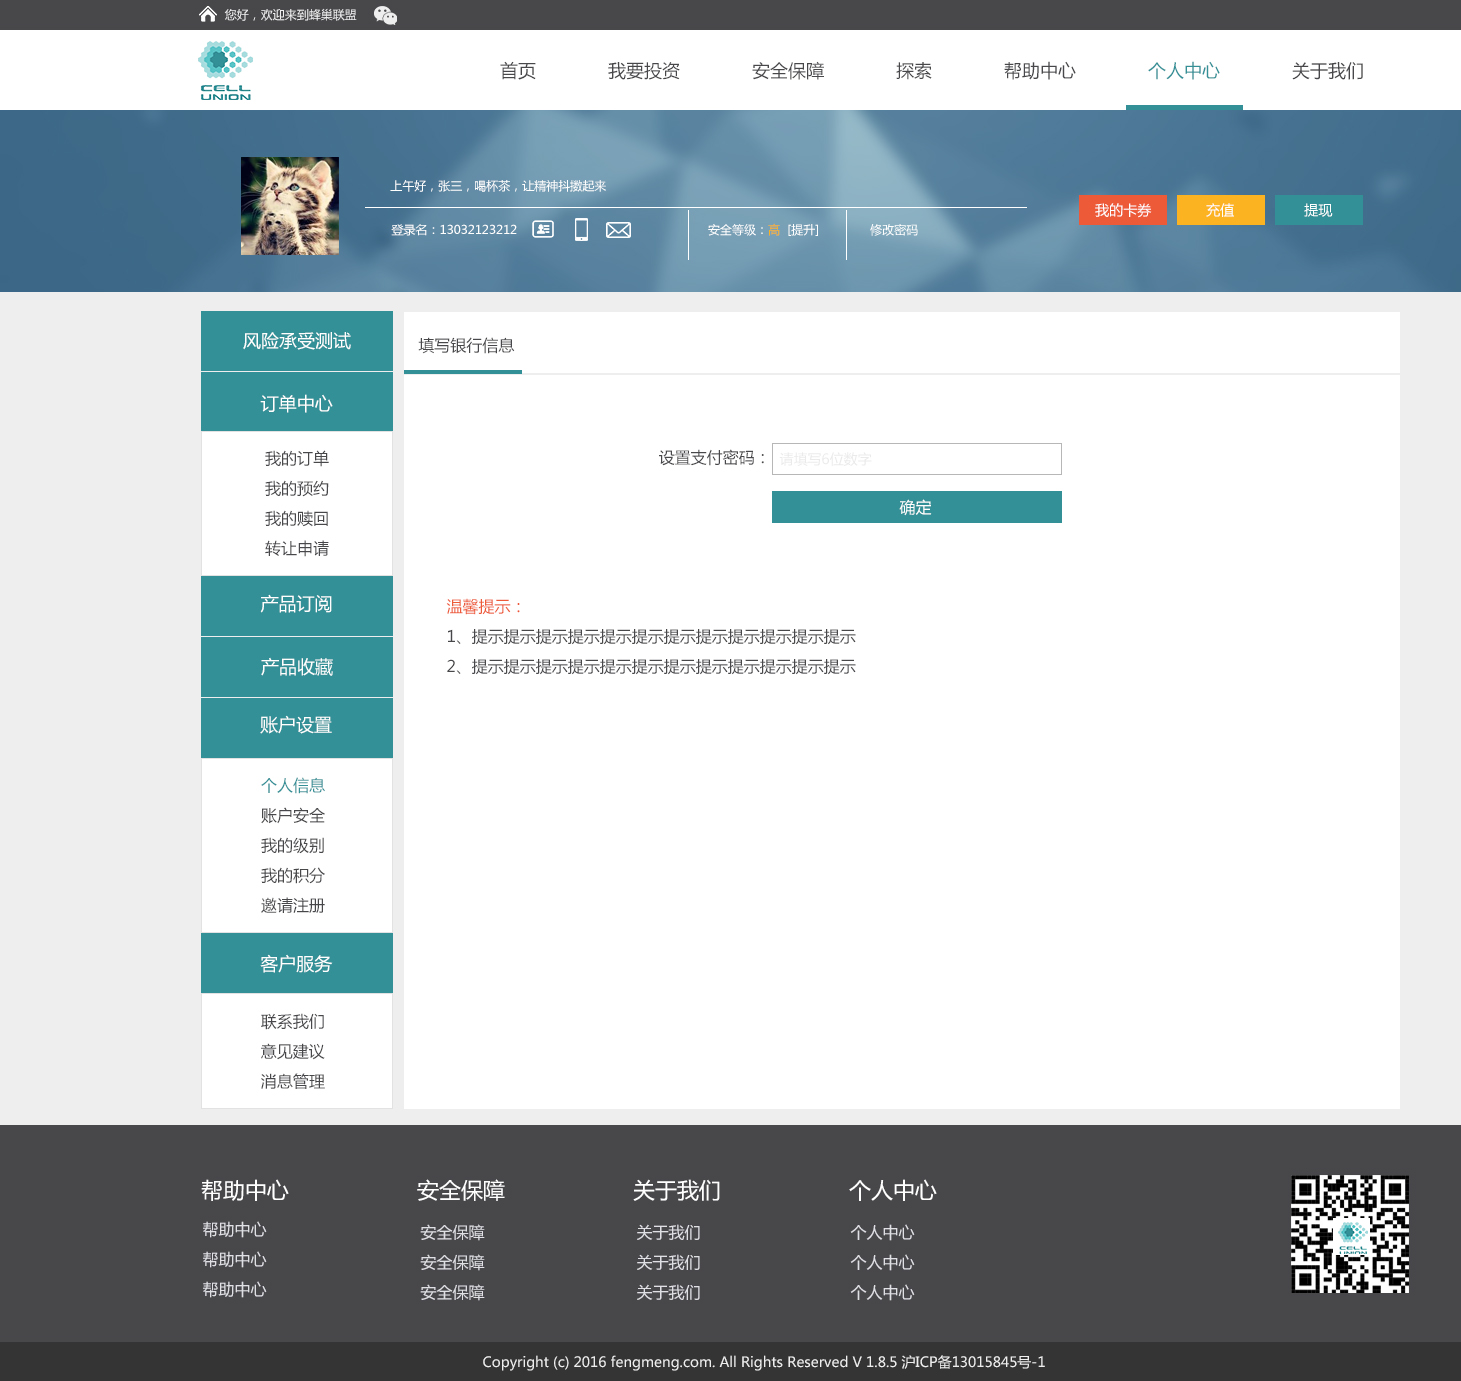 您好，欢迎来到蜂巢联盟
CELL
UNION
首页 我要投资 安全保障 探索 帮助中心 个人中心 关于我们
上午好，张三，喝杯茶，让精神抖擞起来
登录名：13032123212 安全等级：高 [提升] 修改密码
我的卡券 充值 提现
风险承受测试
订单中心
我的订单
我的预约
我的赎回
转让申请
产品订阅
产品收藏
账户设置
个人信息
账户安全
我的级别
我的积分
邀请注册
客户服务
联系我们
意见建议
消息管理
填写银行信息
设置支付密码： 请填写6位数字
确定
温馨提示：
1、提示提示提示提示提示提示提示提示提示提示提示提示
2、提示提示提示提示提示提示提示提示提示提示提示提示
帮助中心
帮助中心
帮助中心
帮助中心
安全保障
安全保障
安全保障
安全保障
关于我们
关于我们
关于我们
关于我们
个人中心
个人中心
个人中心
个人中心
CELL
UNION
Copyright (c) 2016 fengmeng.com. All Rights Reserved V 1.8.5 沪ICP备13015845号-1